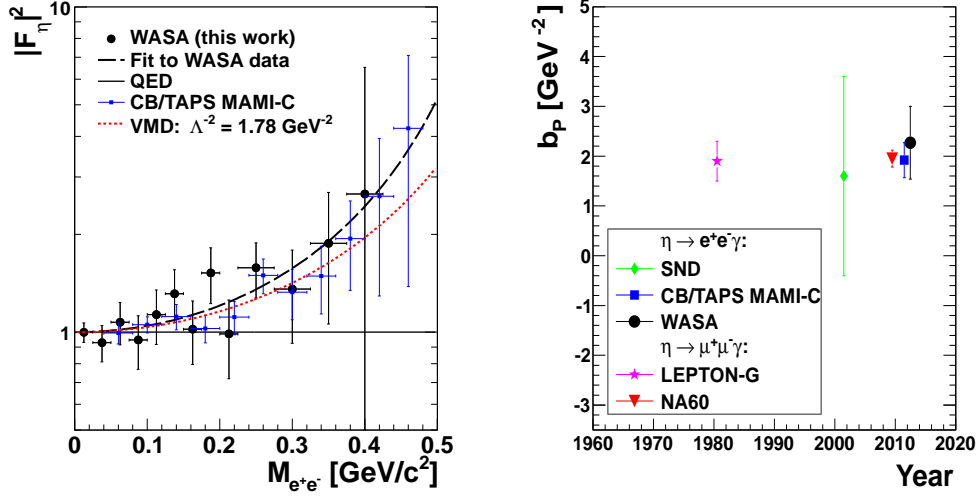 |F_η|²
10
1
WASA (this work)
Fit to WASA data
QED
CB/TAPS MAMI-C
VMD: Λ⁻² = 1.78 GeV⁻²
0 0.1 0.2 0.3 0.4 0.5
M_e⁺e⁻ [GeV/c²]
b_P [GeV⁻²]
5
4
3
2
1
0
-1
-2
-3
η → e⁺e⁻γ:
SND
CB/TAPS MAMI-C
WASA
η → μ⁺μ⁻γ:
LEPTON-G
NA60
1960 1970 1980 1990 2000 2010 2020
Year